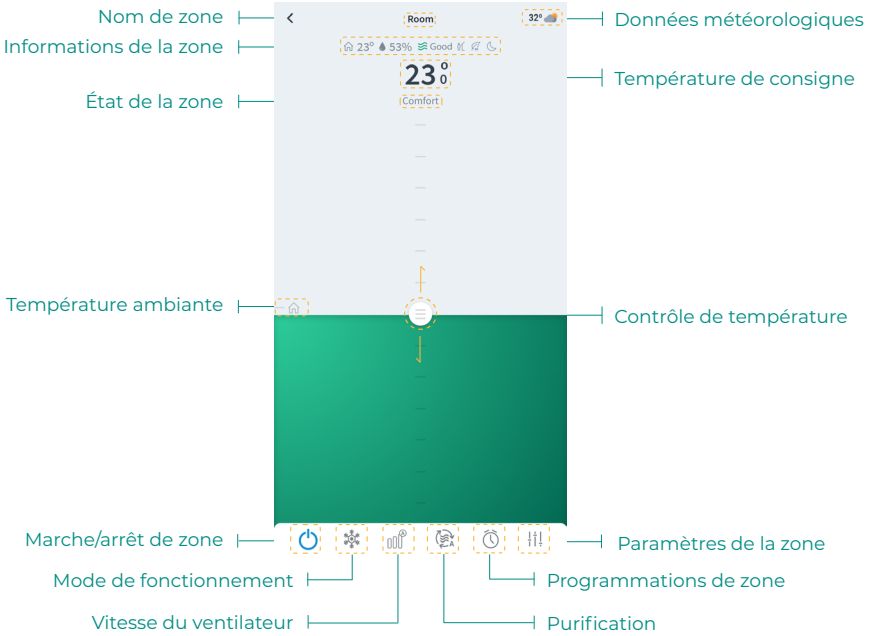 Nom de zone
Room
32°
Données météorologiques
Informations de la zone
23° 53% Good
23°0
Température de consigne
État de la zone
Comfort
Température ambiante
Contrôle de température
Marche/arrêt de zone
A
A
Paramètres de la zone
Mode de fonctionnement
Programmations de zone
Vitesse du ventilateur
Purification